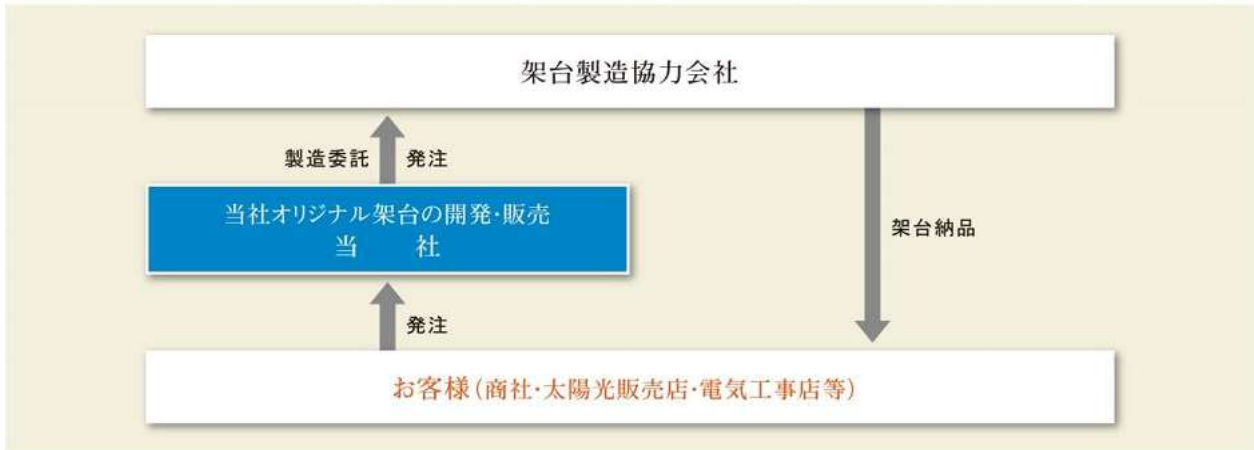 架台製造協力会社
製造委託 発注
当社オリジナル架台の開発・販売
当 社
架台納品
発注
お客様(商社・太陽光販売店・電気工事店等)